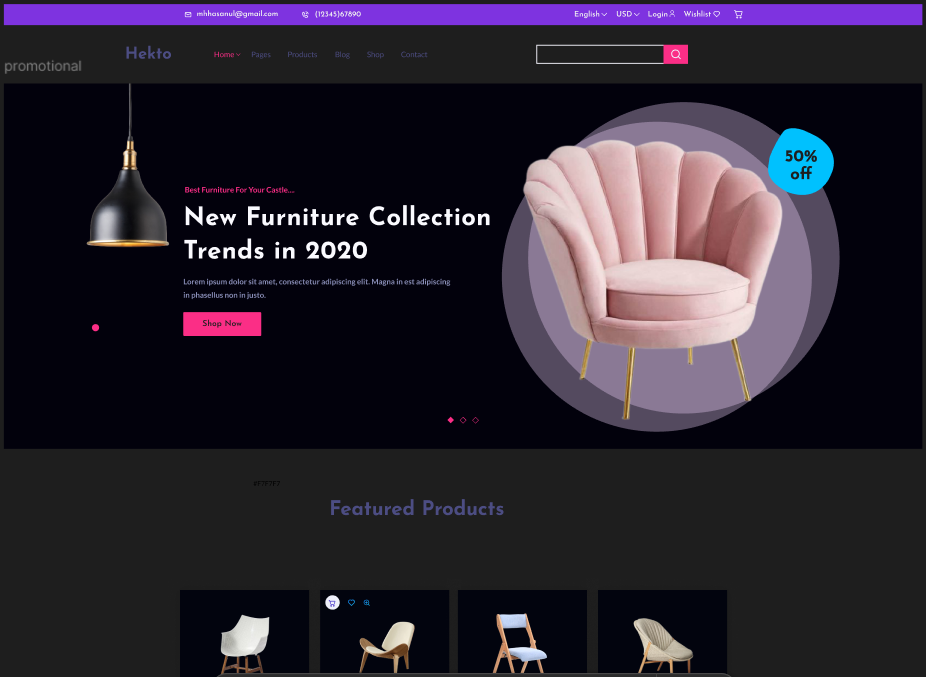 mhhasanul@gmail.com (12345)67890 English USD Login Wishlist
Hekto Home Pages Products Blog Shop Contact
promotional
50%
off
Best Furniture For Your Castle....
New Furniture Collection
Trends in 2020
Lorem ipsum dolor sit amet, consectetur adipiscing elit. Magna in est adipiscing
in phasellus non in justo.
Shop Now
Featured Products